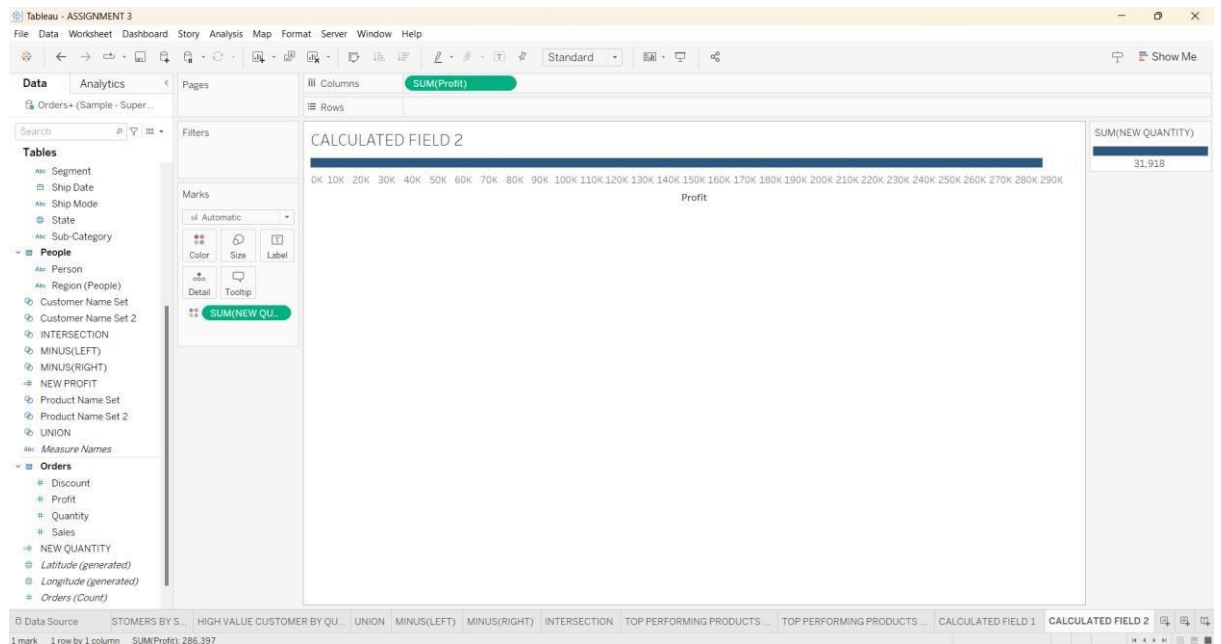 Tableau - ASSIGNMENT 3
File Data Worksheet Dashboard Story Analysis Map Format Server Window Help
Standard
Show Me
Data Analytics
Orders+ (Sample - Super...
Search
Tables
Abc Segment
Ship Date
Abc Ship Mode
State
Abc Sub-Category
People
Abc Person
Abc Region (People)
Customer Name Set
Customer Name Set 2
INTERSECTION
MINUS(LEFT)
MINUS(RIGHT)
=# NEW PROFIT
Product Name Set
Product Name Set 2
UNION
Abc Measure Names
Orders
# Discount
# Profit
# Quantity
# Sales
=# NEW QUANTITY
Latitude (generated)
Longitude (generated)
# Orders (Count)
Pages
Filters
Marks
Automatic
Color Size Label
Detail Tooltip
SUM(NEW QU..
Columns SUM(Profit)
Rows
CALCULATED FIELD 2
0K 10K 20K 30K 40K 50K 60K 70K 80K 90K 100K 110K 120K 130K 140K 150K 160K 170K 180K 190K 200K 210K 220K 230K 240K 250K 260K 270K 280K 290K
Profit
SUM(NEW QUANTITY)
31,918
Data Source STOMERS BY S... HIGH VALUE CUSTOMER BY QU... UNION MINUS(LEFT) MINUS(RIGHT) INTERSECTION TOP PERFORMING PRODUCTS ... TOP PERFORMING PRODUCTS ... CALCULATED FIELD 1 CALCULATED FIELD 2
1 mark 1 row by 1 column SUM(Profit): 286,397